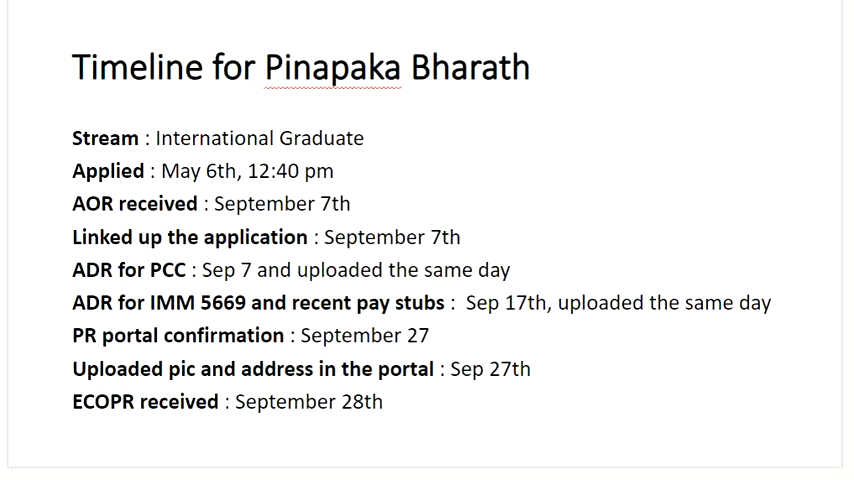 Timeline for Pinapaka Bharath
Stream : International Graduate
Applied : May 6th, 12:40 pm
AOR received : September 7th
Linked up the application : September 7th
ADR for PCC : Sep 7 and uploaded the same day
ADR for IMM 5669 and recent pay stubs :  Sep 17th, uploaded the same day
PR portal confirmation : September 27
Uploaded pic and address in the portal : Sep 27th
ECOPR received : September 28th